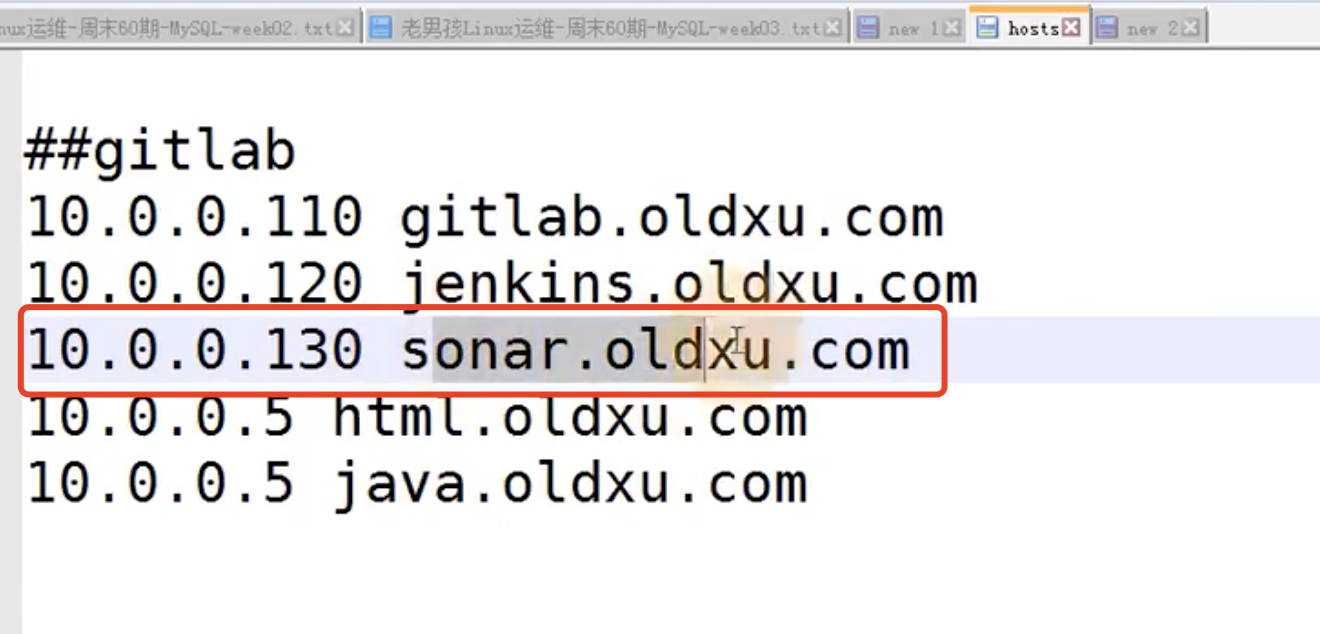 nux运维-周末60期-MySQL-week02.txt 老男孩Linux运维-周末60期-MySQL-week03.txt new 1 hosts new 2
##gitlab
10.0.0.110 gitlab.oldxu.com
10.0.0.120 jenkins.oldxu.com
10.0.0.130 sonar.oldxu.com
10.0.0.5 html.oldxu.com
10.0.0.5 java.oldxu.com